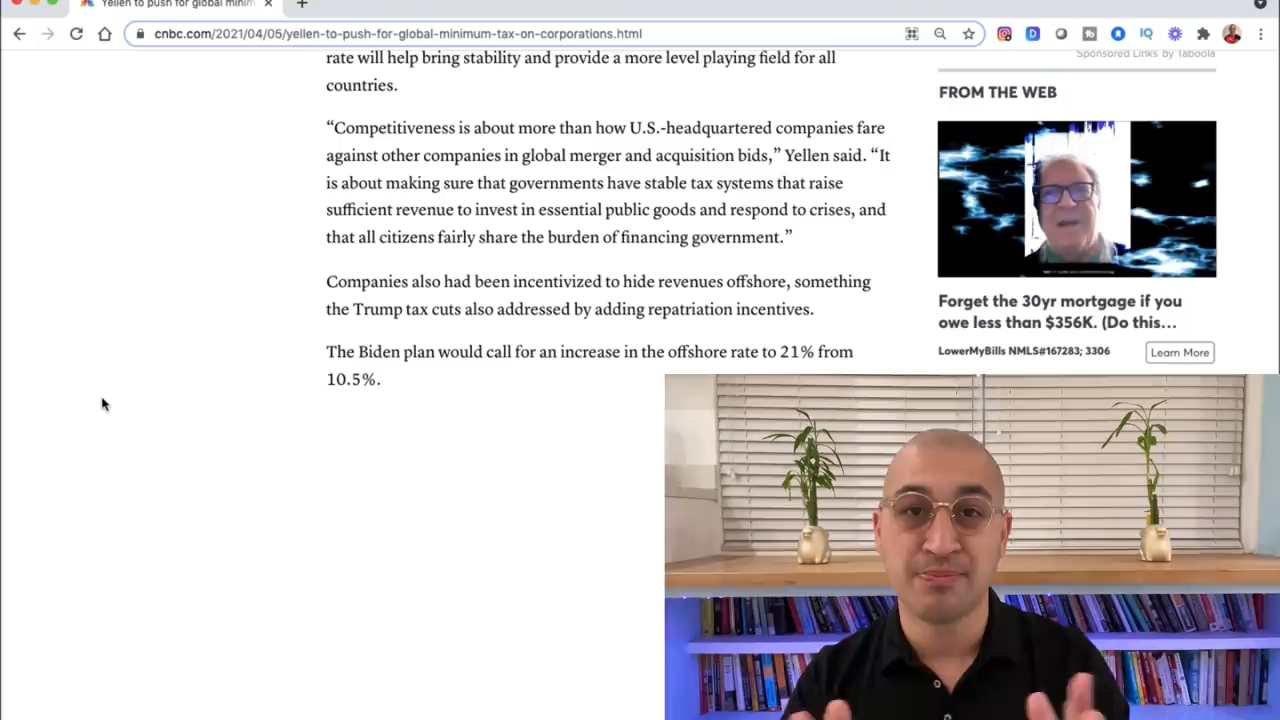 Yellen to push for global minim
cnbc.com/2021/04/05/yellen-to-push-for-global-minimum-tax-on-corporations.html
rate will help bring stability and provide a more level playing field for all
countries.
“Competitiveness is about more than how U.S.-headquartered companies fare
against other companies in global merger and acquisition bids,” Yellen said. “It
is about making sure that governments have stable tax systems that raise
sufficient revenue to invest in essential public goods and respond to crises, and
that all citizens fairly share the burden of financing government.”
Companies also had been incentivized to hide revenues offshore, something
the Trump tax cuts also addressed by adding repatriation incentives.
The Biden plan would call for an increase in the offshore rate to 21% from
10.5%.
Sponsored Links by Taboola
FROM THE WEB
Forget the 30yr mortgage if you
owe less than $356K. (Do this...
LowerMyBills NMLS#167283; 3306
Learn More